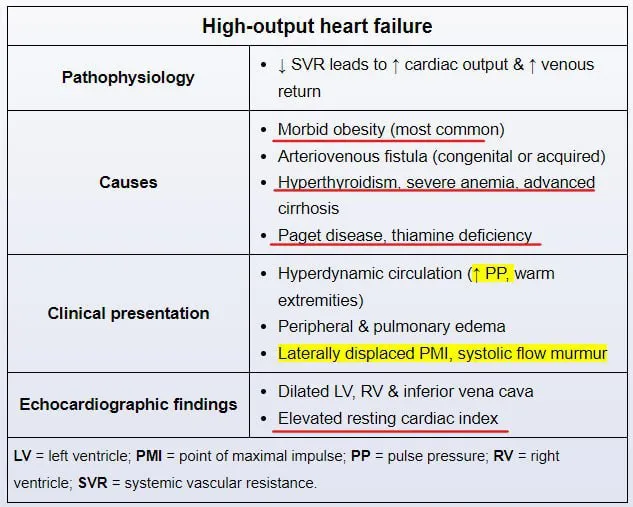 High-output heart failure
Pathophysiology
• ↓ SVR leads to ↑ cardiac output & ↑ venous
return
Causes
• Morbid obesity (most common)
• Arteriovenous fistula (congenital or acquired)
• Hyperthyroidism, severe anemia, advanced
cirrhosis
• Paget disease, thiamine deficiency
Clinical presentation
• Hyperdynamic circulation (↑ PP, warm
extremities)
• Peripheral & pulmonary edema
• Laterally displaced PMI, systolic flow murmur
Echocardiographic findings
• Dilated LV, RV & inferior vena cava
• Elevated resting cardiac index
LV = left ventricle; PMI = point of maximal impulse; PP = pulse pressure; RV = right
ventricle; SVR = systemic vascular resistance.